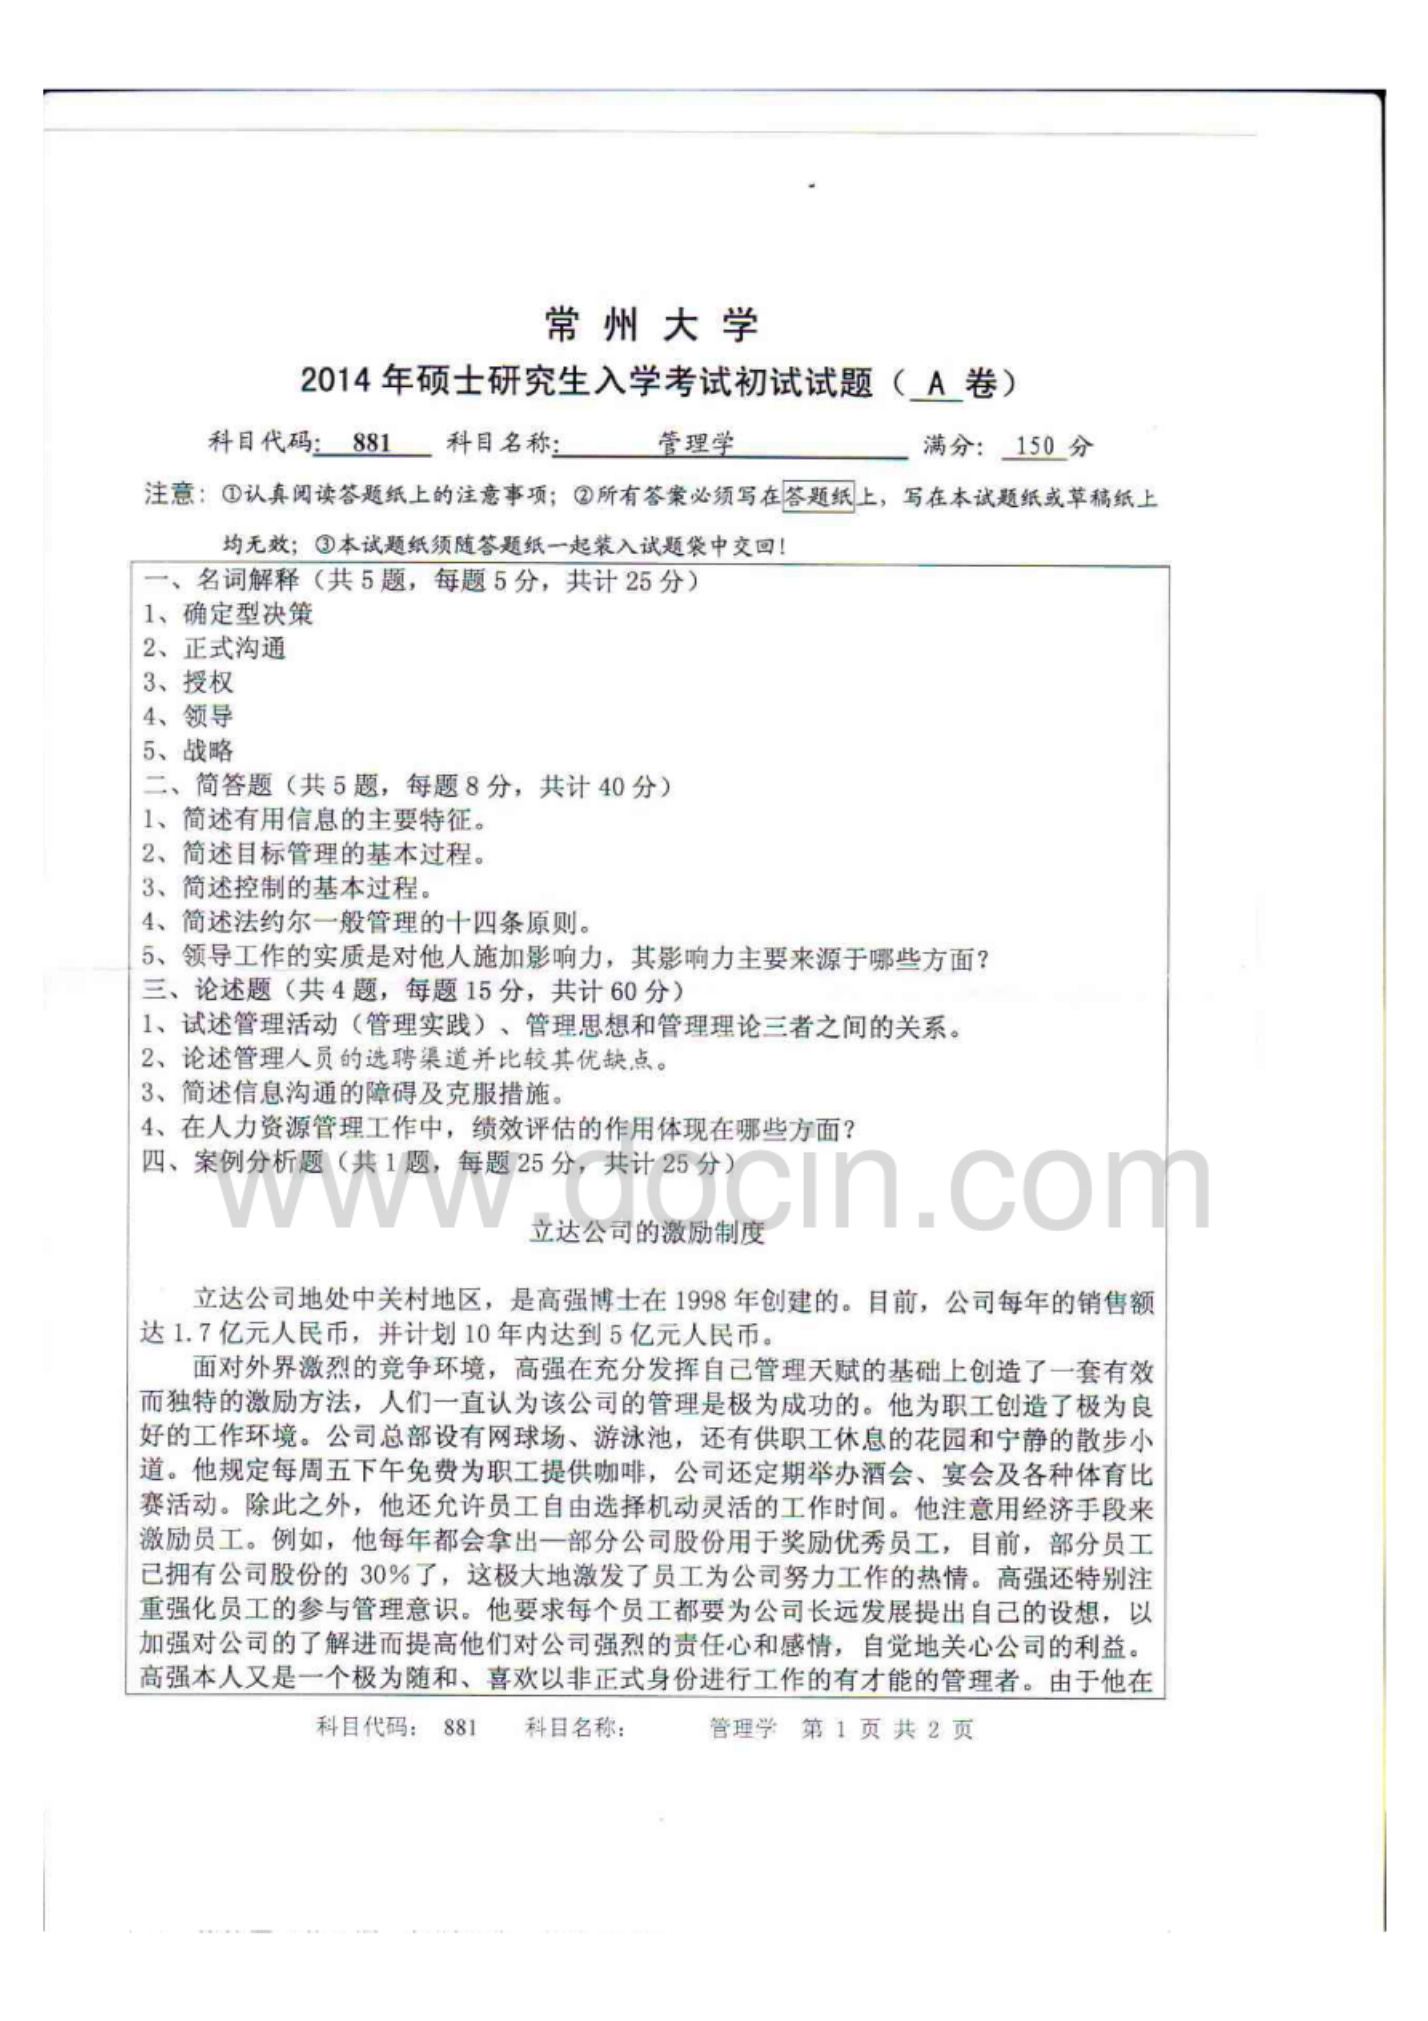 常州大学
2014年硕士研究生入学考试初试试题（ A 卷）
科目代码： 881 科目名称： 管理学 满分： 150 分
注意：①认真阅读答题纸上的注意事项；②所有答案必须写在答题纸上，写在本试题纸或草稿纸上
均无效；③本试题纸须随答题纸一起装入试题袋中交回！
一、名词解释（共5题，每题5分，共计25分）
1、确定型决策
2、正式沟通
3、授权
4、领导
5、战略
二、简答题（共5题，每题8分，共计40分）
1、简述有用信息的主要特征。
2、简述目标管理的基本过程。
3、简述控制的基本过程。
4、简述法约尔一般管理的十四条原则。
5、领导工作的实质是对他人施加影响力，其影响力主要来源于哪些方面？
三、论述题（共4题，每题15分，共计60分）
1、试述管理活动（管理实践）、管理思想和管理理论三者之间的关系。
2、论述管理人员的选聘渠道并比较其优缺点。
3、简述信息沟通的障碍及克服措施。
4、在人力资源管理工作中，绩效评估的作用体现在哪些方面？
四、案例分析题（共1题，每题25分，共计25分）
www.docin.com
立达公司的激励制度
立达公司地处中关村地区，是高强博士在1998年创建的。目前，公司每年的销售额
达1.7亿元人民币，并计划10年内达到5亿元人民币。
面对外界激烈的竞争环境，高强在充分发挥自己管理天赋的基础上创造了一套有效
而独特的激励方法，人们一直认为该公司的管理是极为成功的。他为职工创造了极为良
好的工作环境。公司总部设有网球场、游泳池，还有供职工休息的花园和宁静的散步小
道。他规定每周五下午免费为职工提供咖啡，公司还定期举办酒会、宴会及各种体育比
赛活动。除此之外，他还允许员工自由选择机动灵活的工作时间。他注意用经济手段来
激励员工。例如，他每年都会拿出一部分公司股份用于奖励优秀员工，目前，部分员工
已拥有公司股份的30%了，这极大地激发了员工为公司努力工作的热情。高强还特别注
重强化员工的参与管理意识。他要求每个员工都要为公司长远发展提出自己的设想，以
加强对公司的了解进而提高他们对公司强烈的责任心和感情，自觉地关心公司的利益。
高强本人又是一个极为随和、喜欢以非正式身份进行工作的有才能的管理者。由于他在
科目代码： 881 科目名称： 管理学 第 1 页 共 2 页